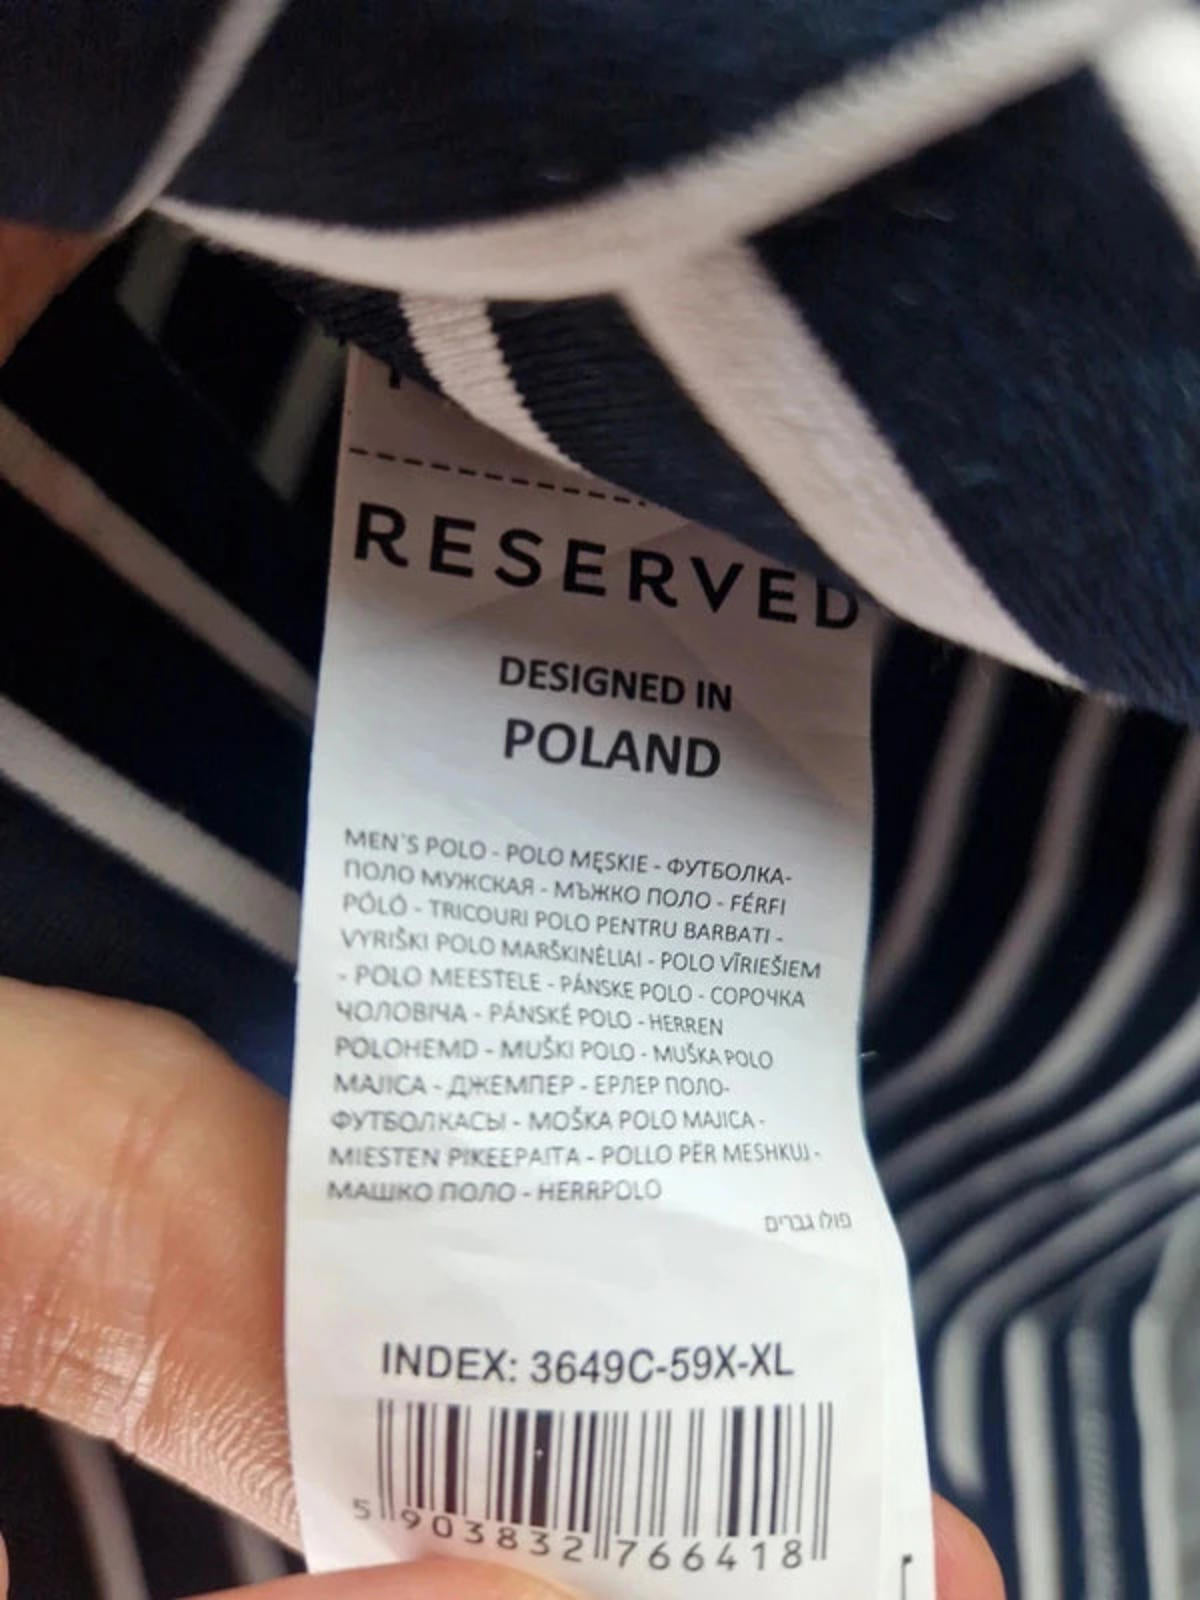 RESERVED
DESIGNED IN
POLAND
MEN`S POLO - POLO MĘSKIE - ФУТБОЛКА-
ПОЛО МУЖСКАЯ - МЪЖКО ПОЛО - FÉRFI
PÓLÓ - TRICOURI POLO PENTRU BARBATI -
VYRIŠKI POLO MARŠKINĖLIAI - POLO VĪRIEŠIEM
- POLO MEESTELE - PÁNSKE POLO - СОРОЧКА
ЧОЛОВІЧА - PÁNSKÉ POLO - HERREN
POLOHEMD - MUŠKI POLO - MUŠKA POLO
MAJICA - ДЖЕМПЕР - ЕРЛЕР ПОЛО-
ФУТБОЛКАСЫ - MOŠKA POLO MAJICA -
MIESTEN PIKEEPAITA - POLLO PËR MESHKUJ -
МАШКО ПОЛО - HERRPOLO
פולו גברים
INDEX: 3649C-59X-XL
5 903832 766418